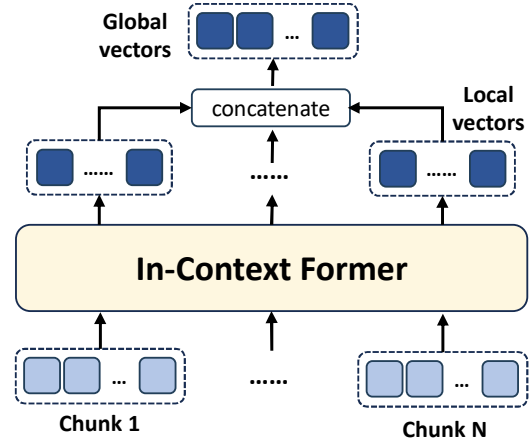 Global
vectors
...
concatenate
Local
vectors
......
......
......
In-Context Former
...
......
...
Chunk 1
Chunk N